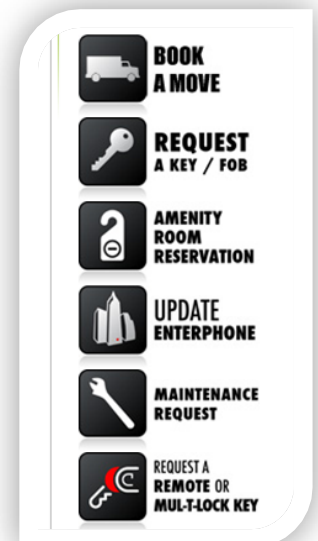 BOOK
A MOVE
REQUEST
A KEY / FOB
AMENITY
ROOM
RESERVATION
UPDATE
ENTERPHONE
MAINTENANCE
REQUEST
REQUEST A
REMOTE OR
MUL-T-LOCK KEY